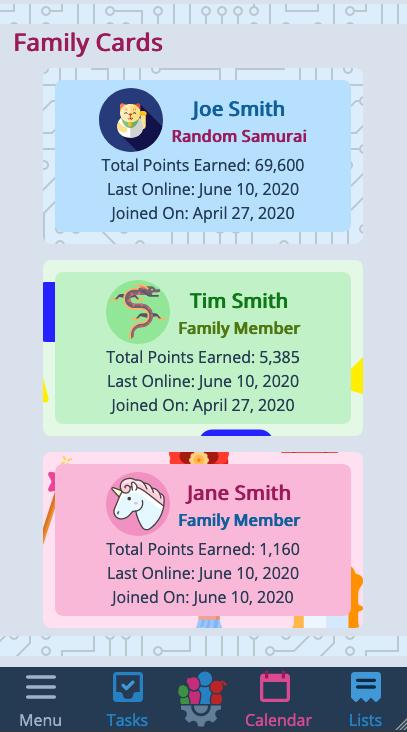 Family Cards
Joe Smith
Random Samurai
Total Points Earned: 69,600
Last Online: June 10, 2020
Joined On: April 27, 2020
Tim Smith
Family Member
Total Points Earned: 5,385
Last Online: June 10, 2020
Joined On: April 27, 2020
Jane Smith
Family Member
Total Points Earned: 1,160
Last Online: June 10, 2020
Joined On: June 10, 2020
Menu
Tasks
Calendar
Lists